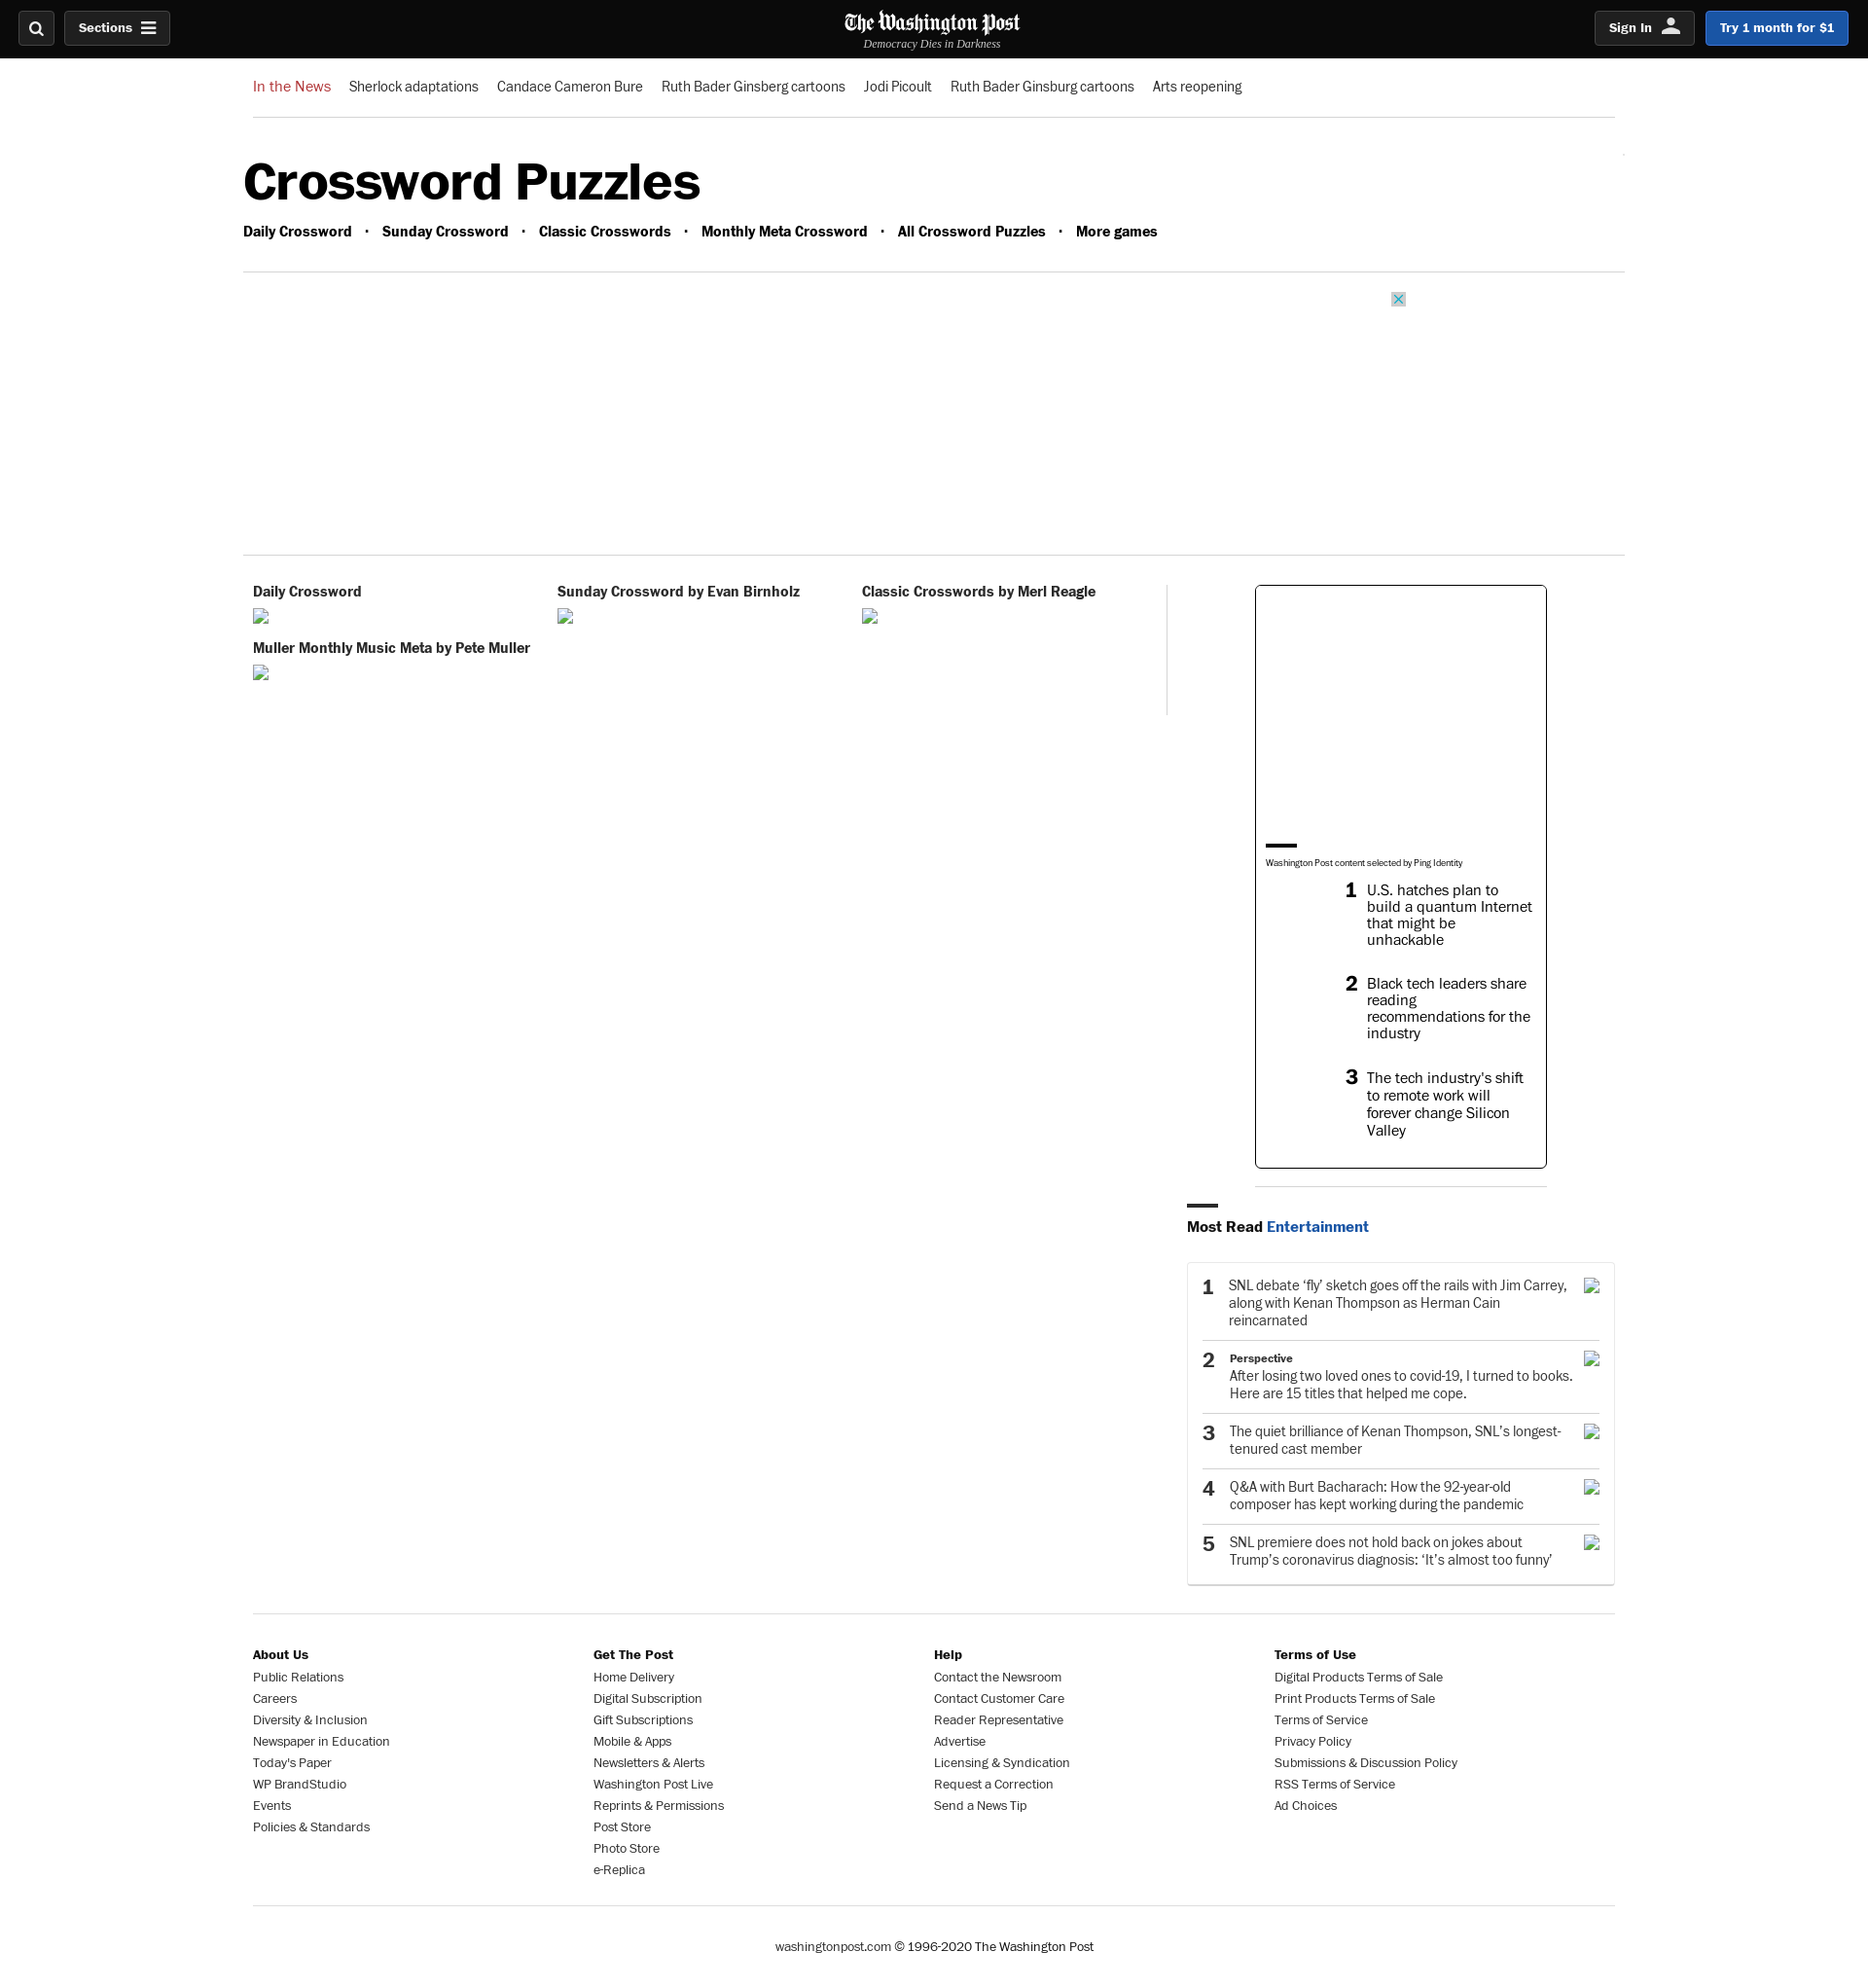 Sections
The Washington Post
Democracy Dies in Darkness
Sign In
Try 1 month for $1
In the News Sherlock adaptations Candace Cameron Bure Ruth Bader Ginsberg cartoons Jodi Picoult Ruth Bader Ginsburg cartoons Arts reopening
Crossword Puzzles
Daily Crossword · Sunday Crossword · Classic Crosswords · Monthly Meta Crossword · All Crossword Puzzles · More games
Daily Crossword
Sunday Crossword by Evan Birnholz
Classic Crosswords by Merl Reagle
Muller Monthly Music Meta by Pete Muller
Washington Post content selected by Ping Identity
1 U.S. hatches plan to
build a quantum Internet
that might be
unhackable
2 Black tech leaders share
reading
recommendations for the
industry
3 The tech industry's shift
to remote work will
forever change Silicon
Valley
Most Read Entertainment
1 SNL debate ‘fly’ sketch goes off the rails with Jim Carrey,
along with Kenan Thompson as Herman Cain
reincarnated
2 Perspective
After losing two loved ones to covid-19, I turned to books.
Here are 15 titles that helped me cope.
3 The quiet brilliance of Kenan Thompson, SNL’s longest-
tenured cast member
4 Q&A with Burt Bacharach: How the 92-year-old
composer has kept working during the pandemic
5 SNL premiere does not hold back on jokes about
Trump’s coronavirus diagnosis: ‘It’s almost too funny’
About Us
Public Relations
Careers
Diversity & Inclusion
Newspaper in Education
Today's Paper
WP BrandStudio
Events
Policies & Standards
Get The Post
Home Delivery
Digital Subscription
Gift Subscriptions
Mobile & Apps
Newsletters & Alerts
Washington Post Live
Reprints & Permissions
Post Store
Photo Store
e-Replica
Help
Contact the Newsroom
Contact Customer Care
Reader Representative
Advertise
Licensing & Syndication
Request a Correction
Send a News Tip
Terms of Use
Digital Products Terms of Sale
Print Products Terms of Sale
Terms of Service
Privacy Policy
Submissions & Discussion Policy
RSS Terms of Service
Ad Choices
washingtonpost.com © 1996-2020 The Washington Post